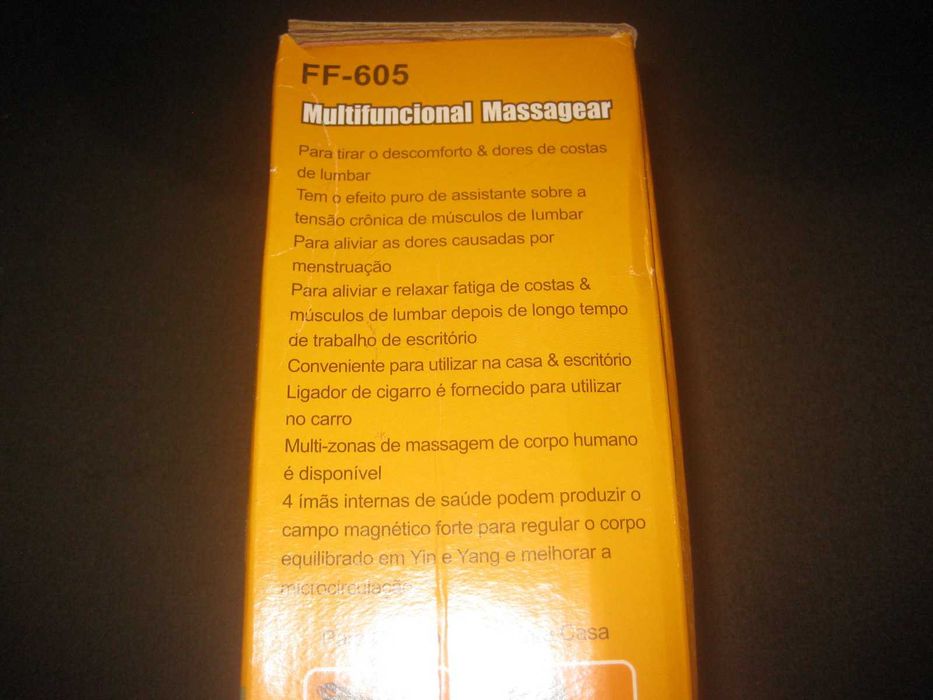 FF-605
Multifuncional Massagear
Para tirar o descomforto & dores de costas
de lumbar
Tem o efeito puro de assistante sobre a
tensão crônica de músculos de lumbar
Para aliviar as dores causadas por
menstruação
Para aliviar e relaxar fatiga de costas &
músculos de lumbar depois de longo tempo
de trabalho de escritório
Conveniente para utilizar na casa & escritório
Ligador de cigarro é fornecido para utilizar
no carro
Multi-zonas de massagem de corpo humano
é disponível
4 ímãs internas de saúde podem produzir o
campo magnético forte para regular o corpo
equilibrado em Yin e Yang e melhorar a
microcirculação
Casa